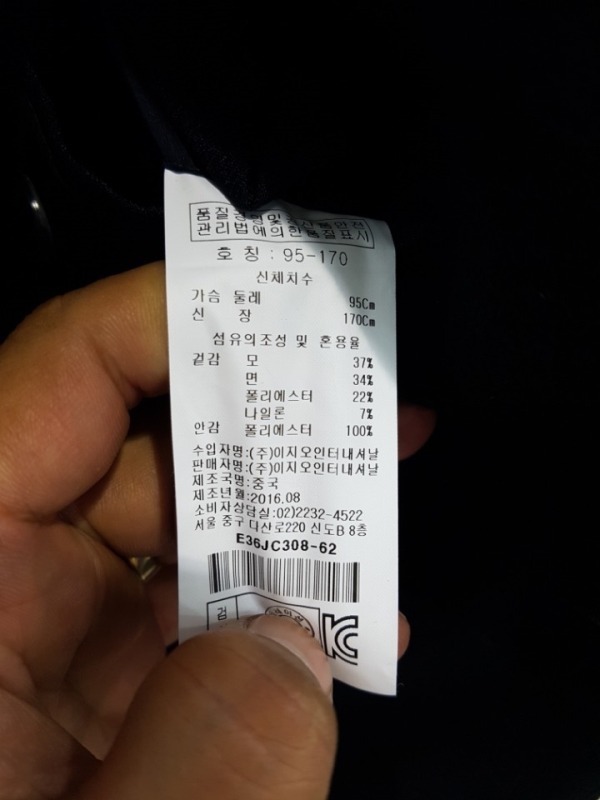 품질경영및공산품안전
관리법에의한품질표시
호 칭 : 95-170
신체치수
가슴 둘레 95Cm
신 장 170Cm
섬유의조성 및 혼용율
겉감 모 37%
면 34%
폴리에스터 22%
나일론 7%
안감 폴리에스터 100%
수입자명:(주)이지오인터내셔날
판매자명:(주)이지오인터내셔날
제조국명:중국
제조년월:2016.08
소비자상담실:02)2232-4522
서울 중구 다산로220 신도B 8층
E36JC308-62
검